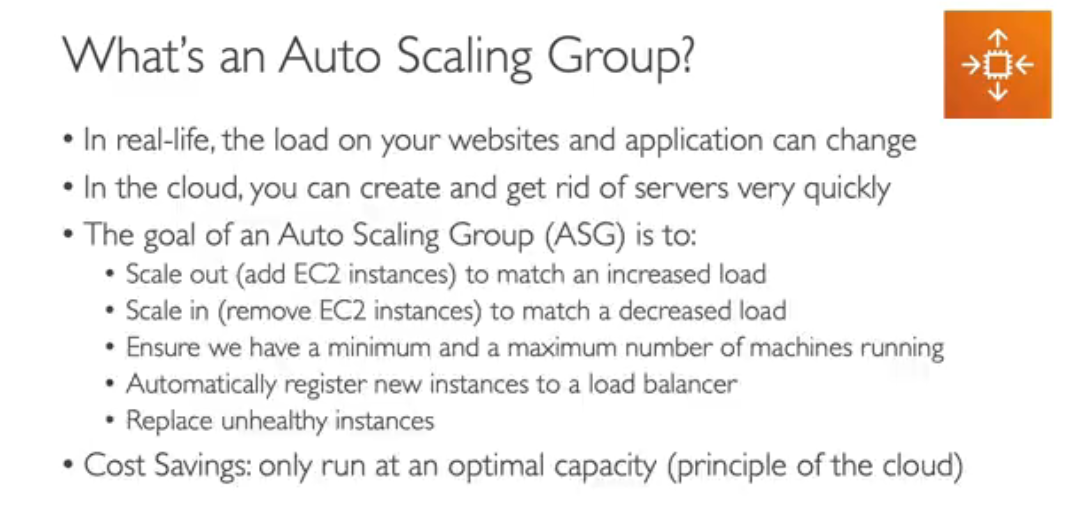 What's an Auto Scaling Group?
• In real-life, the load on your websites and application can change
• In the cloud, you can create and get rid of servers very quickly
• The goal of an Auto Scaling Group (ASG) is to:
• Scale out (add EC2 instances) to match an increased load
• Scale in (remove EC2 instances) to match a decreased load
• Ensure we have a minimum and a maximum number of machines running
• Automatically register new instances to a load balancer
• Replace unhealthy instances
• Cost Savings: only run at an optimal capacity (principle of the cloud)